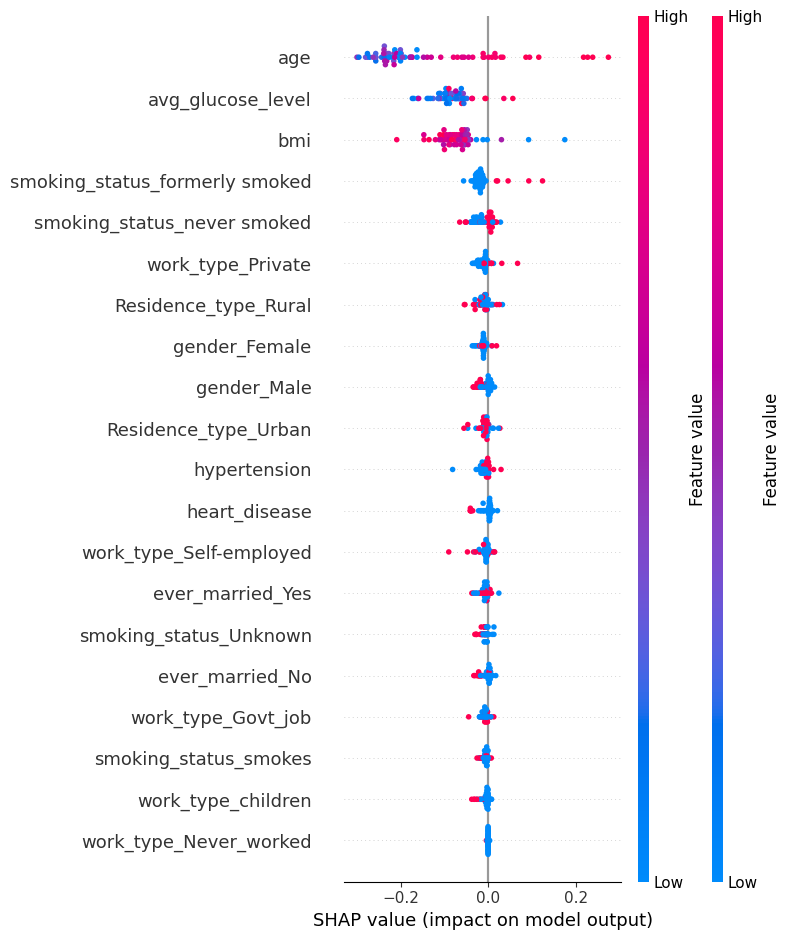 High
High
age
avg_glucose_level
bmi
smoking_status_formerly smoked
smoking_status_never smoked
work_type_Private
Residence_type_Rural
gender_Female
gender_Male
Residence_type_Urban
hypertension
heart_disease
work_type_Self-employed
ever_married_Yes
smoking_status_Unknown
ever_married_No
work_type_Govt_job
smoking_status_smokes
work_type_children
work_type_Never_worked
Feature value
Feature value
Low
Low
−0.2
0.0
0.2
SHAP value (impact on model output)